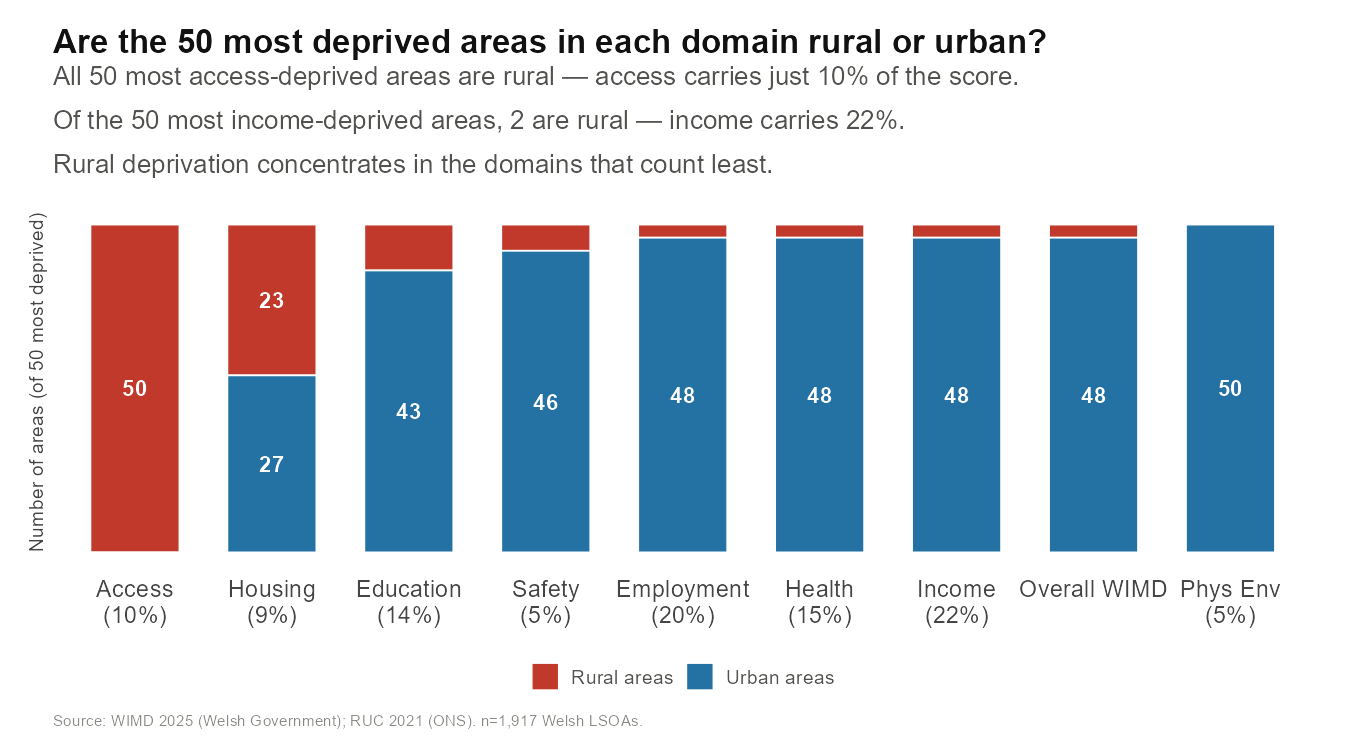 Are the 50 most deprived areas in each domain rural or urban?
All 50 most access-deprived areas are rural — access carries just 10% of the score.
Of the 50 most income-deprived areas, 2 are rural — income carries 22%.
Rural deprivation concentrates in the domains that count least.
Number of areas (of 50 most deprived)
50
23
27
43
46
48
48
48
48
50
Access
(10%)
Housing
(9%)
Education
(14%)
Safety
(5%)
Employment
(20%)
Health
(15%)
Income
(22%)
Overall WIMD
Phys Env
(5%)
Rural areas
Urban areas
Source: WIMD 2025 (Welsh Government); RUC 2021 (ONS). n=1,917 Welsh LSOAs.